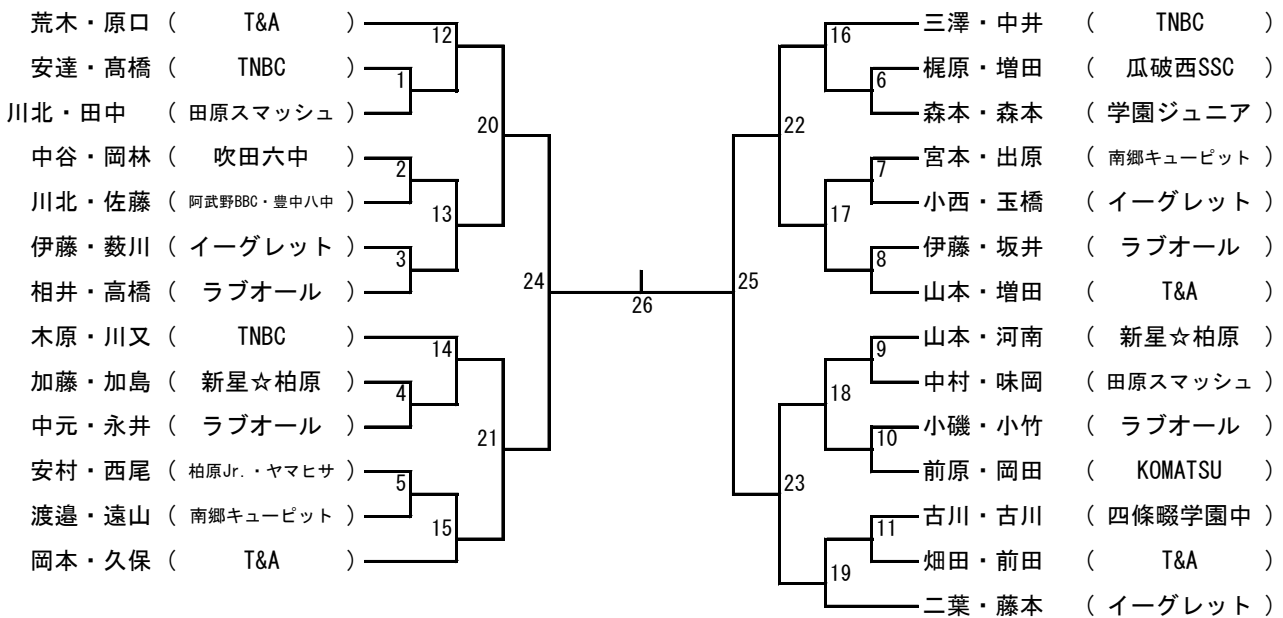 荒木・原口 ( T&A )
安達・髙橋 ( TNBC )
川北・田中 ( 田原スマッシュ )
中谷・岡林 ( 吹田六中 )
川北・佐藤 ( 阿武野BBC・豊中八中 )
伊藤・薮川 ( イーグレット )
相井・高橋 ( ラブオール )
木原・川又 ( TNBC )
加藤・加島 ( 新星☆柏原 )
中元・永井 ( ラブオール )
安村・西尾 ( 柏原Jr.・ヤマヒサ )
渡邉・遠山 ( 南郷キューピット )
岡本・久保 ( T&A )
12
1
20
2
13
3
24
14
4
21
5
15
26
三澤・中井 ( TNBC )
梶原・増田 ( 瓜破西SSC )
森本・森本 ( 学園ジュニア )
宮本・出原 ( 南郷キューピット )
小西・玉橋 ( イーグレット )
伊藤・坂井 ( ラブオール )
山本・増田 ( T&A )
山本・河南 ( 新星☆柏原 )
中村・味岡 ( 田原スマッシュ )
小磯・小竹 ( ラブオール )
前原・岡田 ( KOMATSU )
古川・古川 ( 四條畷学園中 )
畑田・前田 ( T&A )
二葉・藤本 ( イーグレット )
16
6
22
7
17
8
25
9
18
10
23
11
19